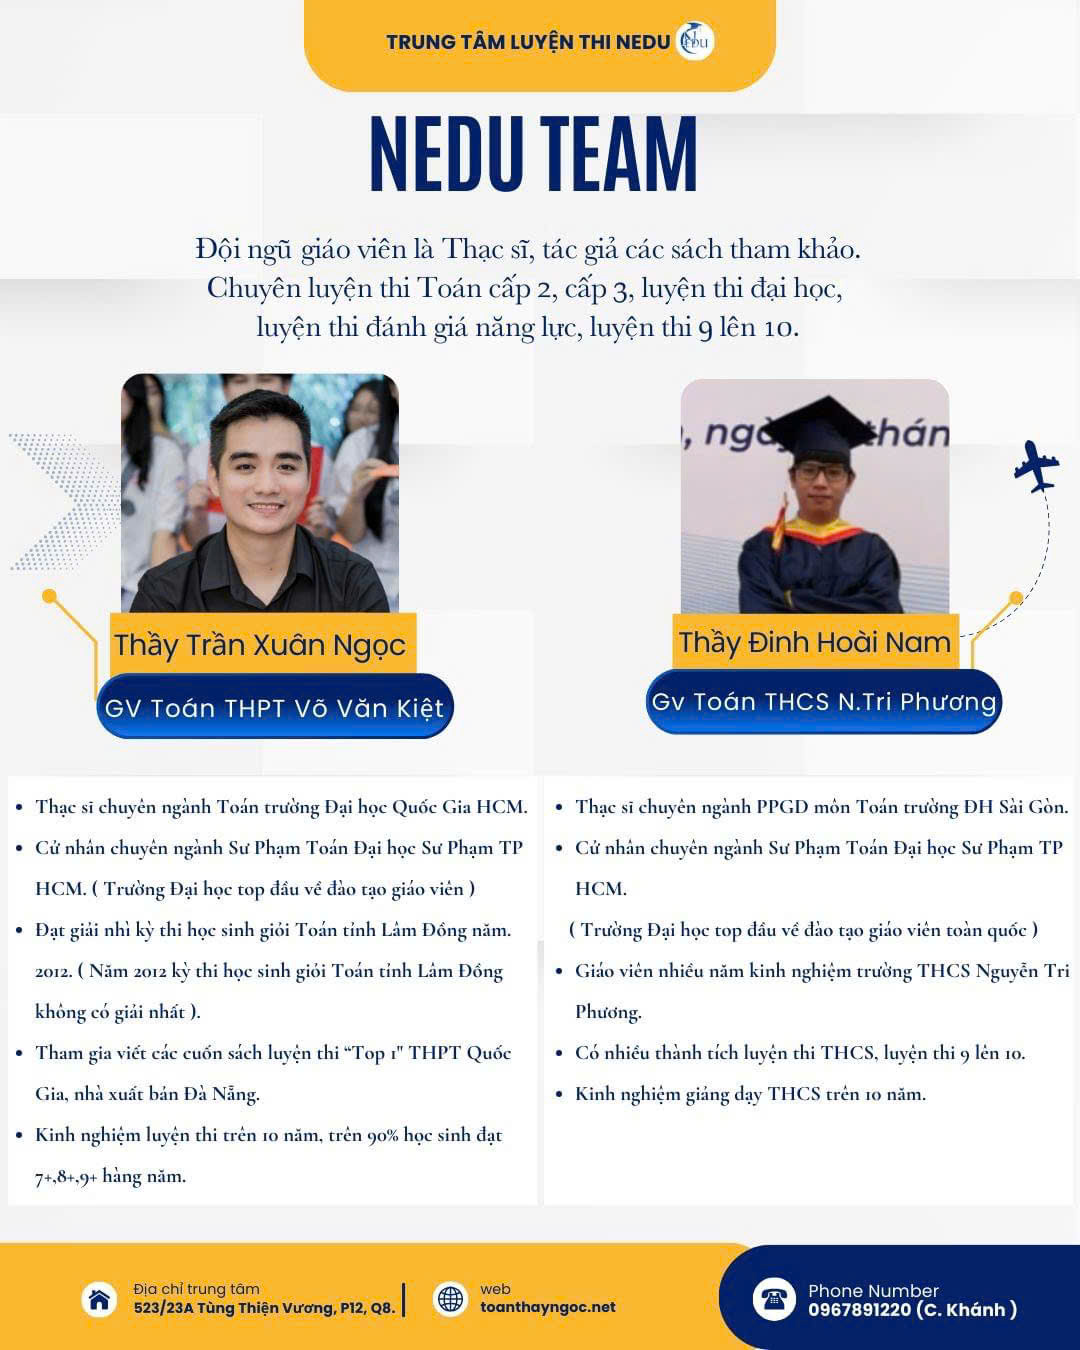 TRUNG TÂM LUYỆN THI NEDU
NEDU TEAM
Đội ngũ giáo viên là Thạc sĩ, tác giả các sách tham khảo.
Chuyên luyện thi Toán cấp 2, cấp 3, luyện thi đại học,
luyện thi đánh giá năng lực, luyện thi 9 lên 10.
Thầy Trần Xuân Ngọc
GV Toán THPT Võ Văn Kiệt
• Thạc sĩ chuyên ngành Toán trường Đại học Quốc Gia HCM.
• Cử nhân chuyên ngành Sư Phạm Toán Đại học Sư Phạm TP
HCM. ( Trường Đại học top đầu về đào tạo giáo viên )
• Đạt giải nhì kỳ thi học sinh giỏi Toán tỉnh Lâm Đồng năm.
2012. ( Năm 2012 kỳ thi học sinh giỏi Toán tỉnh Lâm Đồng
không có giải nhất ).
• Tham gia viết các cuốn sách luyện thi “Top 1" THPT Quốc
Gia, nhà xuất bản Đà Nẵng.
• Kinh nghiệm luyện thi trên 10 năm, trên 90% học sinh đạt
7+,8+,9+ hàng năm.
, ngày thán
Thầy Đinh Hoài Nam
Gv Toán THCS N.Tri Phương
• Thạc sĩ chuyên ngành PPGD môn Toán trường ĐH Sài Gòn.
• Cử nhân chuyên ngành Sư Phạm Toán Đại học Sư Phạm TP
HCM.
( Trường Đại học top đầu về đào tạo giáo viên toàn quốc )
• Giáo viên nhiều năm kinh nghiệm trường THCS Nguyễn Tri
Phương.
• Có nhiều thành tích luyện thi THCS, luyện thi 9 lên 10.
• Kinh nghiệm giảng dạy THCS trên 10 năm.
Địa chỉ trung tâm
523/23A Tùng Thiện Vương, P12, Q8.
web
toanthayngoc.net
Phone Number
0967891220 (C. Khánh )